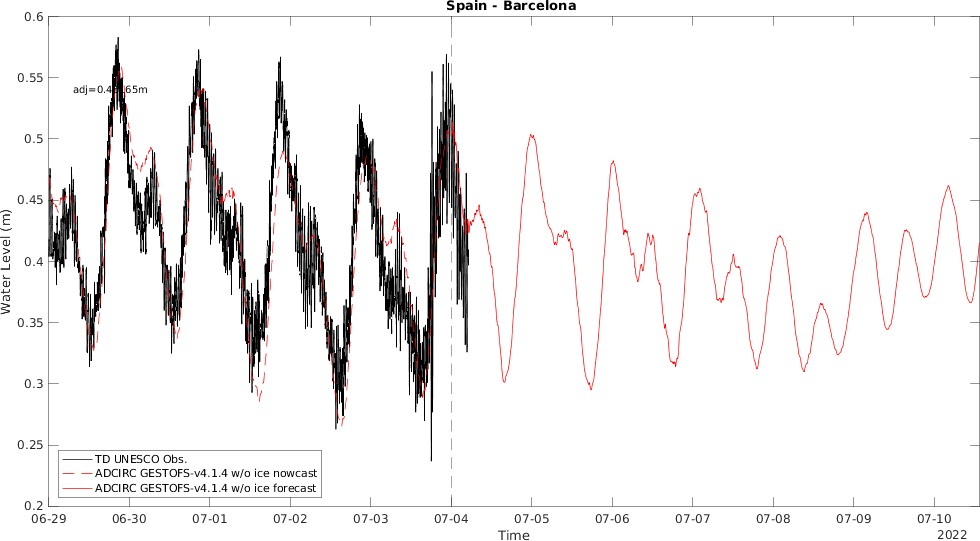 Spain - Barcelona
0.6
0.55
0.5
0.45
0.4
0.35
0.3
0.25
0.2
Water Level (m)
TD UNESCO Obs.
ADCIRC GESTOFS-v4.1.4 w/o ice nowcast
ADCIRC GESTOFS-v4.1.4 w/o ice forecast
06-29 06-30 07-01 07-02 07-03 07-04 07-05 07-06 07-07 07-08 07-09 07-10
Time
2022